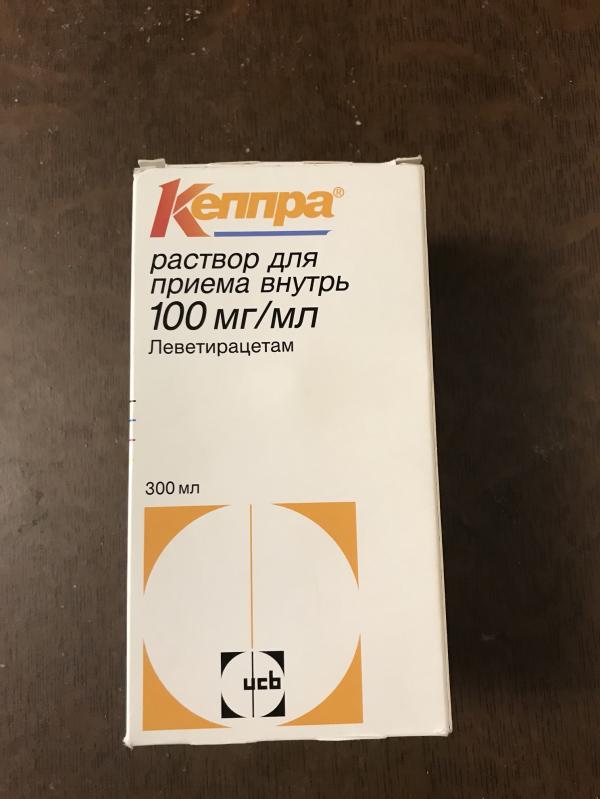 Кеппра®
раствор для
приема внутрь
100 мг/мл
Леветирацетам
300 мл
ucb